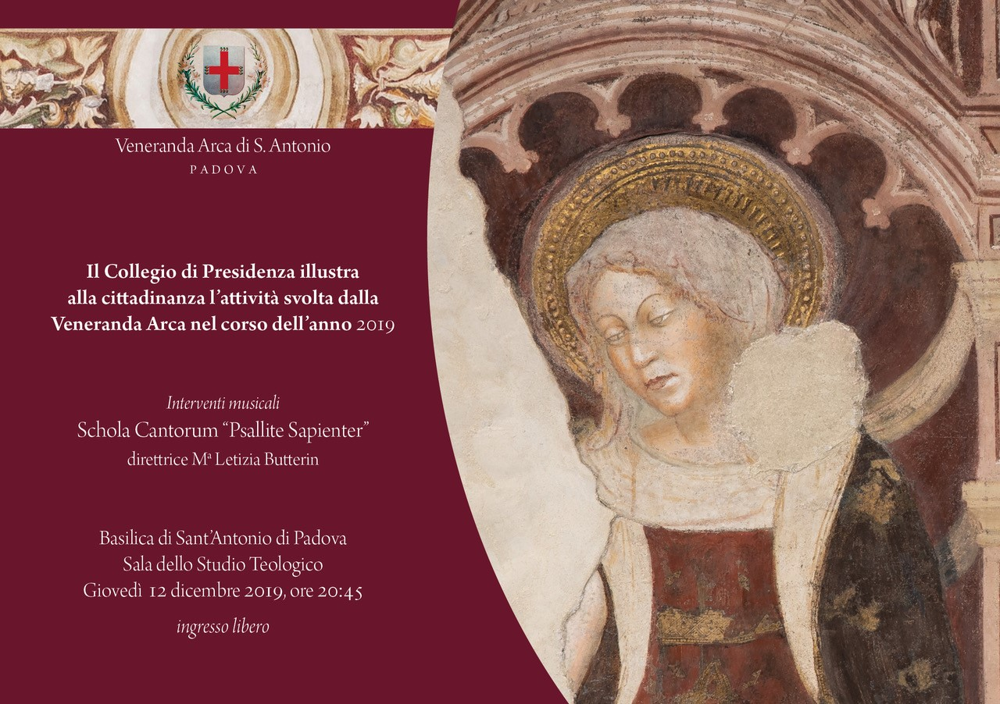 Veneranda Arca di S. Antonio
PADOVA
Il Collegio di Presidenza illustra
alla cittadinanza l’attività svolta dalla
Veneranda Arca nel corso dell’anno 2019
Interventi musicali
Schola Cantorum “Psallite Sapienter”
direttrice Mª Letizia Butterin
Basilica di Sant’Antonio di Padova
Sala dello Studio Teologico
Giovedì 12 dicembre 2019, ore 20:45
ingresso libero